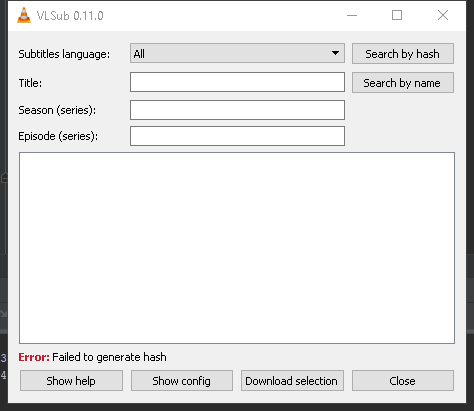 VLSub 0.11.0
Subtitles language: All Search by hash
Title: Search by name
Season (series):
Episode (series):
Error: Failed to generate hash
3
4
Show help Show config Download selection Close